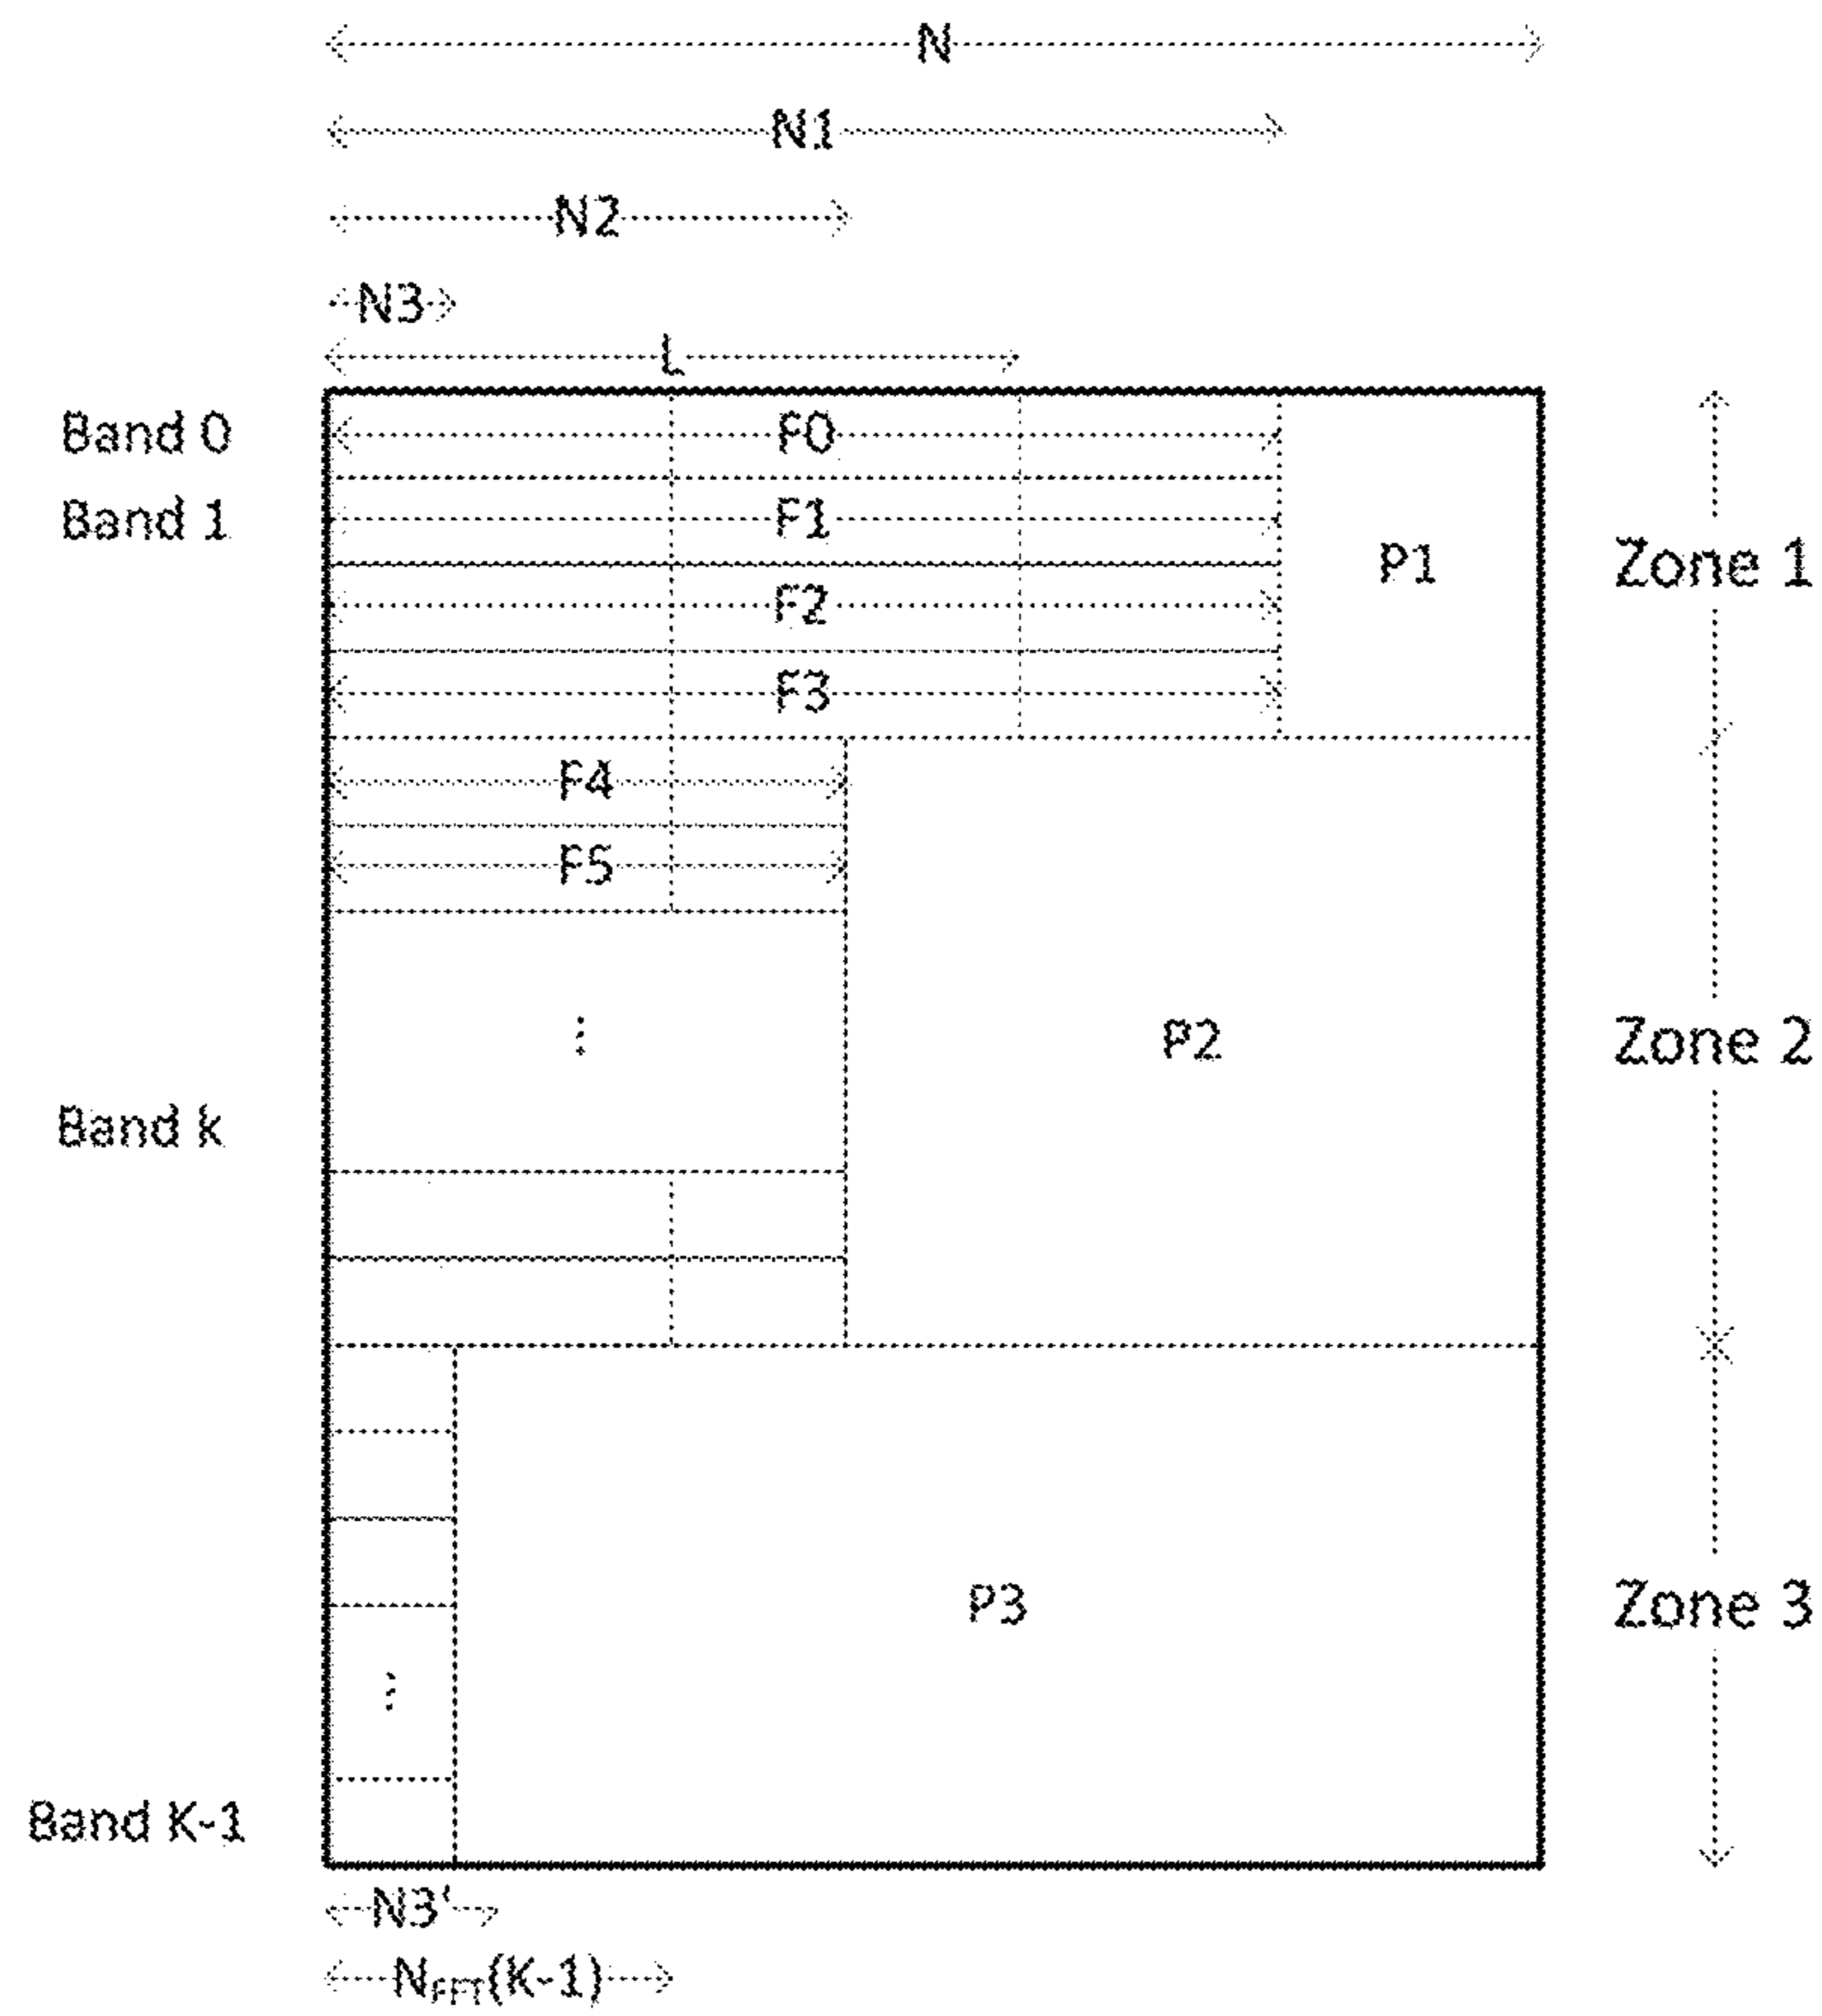 N
N1
N2
N3
L
Band 0 F0
Band 1 F1
P1 Zone 1
F2
F3
F4
F5
⋮
P2 Zone 2
Band k
P3 Zone 3
⋮
Band K-1
N3'
N_FFT(K-1)